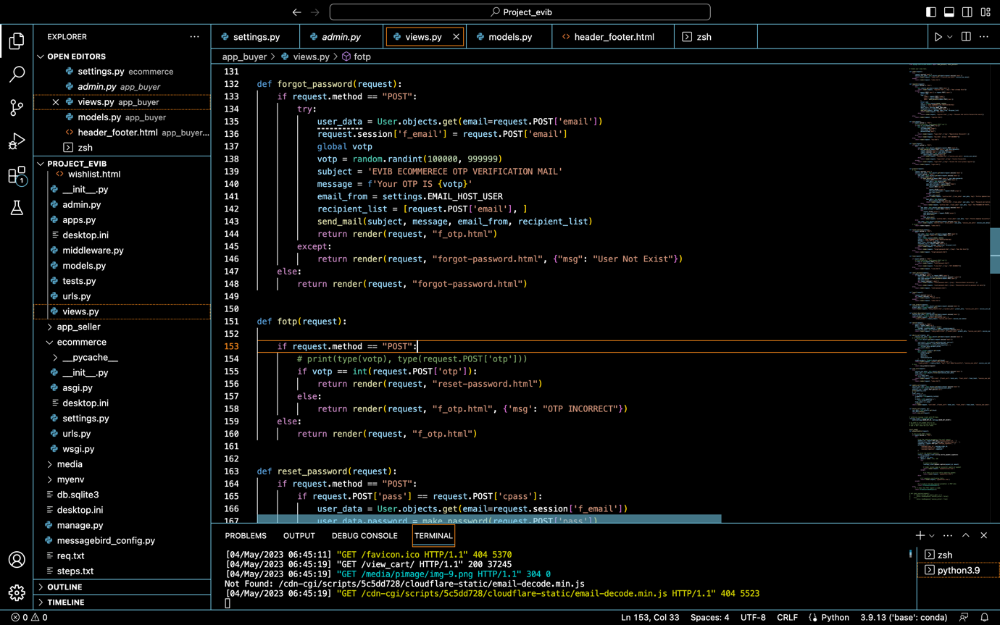 Project_evib
EXPLORER
OPEN EDITORS
settings.py ecommerce
admin.py app_buyer
views.py app_buyer
models.py app_buyer
header_footer.html app_buyer...
zsh
PROJECT_EVIB
wishlist.html
__init__.py
admin.py
apps.py
desktop.ini
middleware.py
models.py
tests.py
urls.py
views.py
app_seller
ecommerce
__pycache__
__init__.py
asgi.py
desktop.ini
settings.py
urls.py
wsgi.py
media
myenv
db.sqlite3
desktop.ini
manage.py
messagebird_config.py
req.txt
steps.txt
OUTLINE
TIMELINE
1
settings.py admin.py views.py models.py header_footer.html zsh
app_buyer > views.py > fotp
131
132 def forgot_password(request):
133 if request.method == "POST":
134 try:
135 user_data = User.objects.get(email=request.POST['email'])
136 request.session['f_email'] = request.POST['email']
137 global votp
138 votp = random.randint(100000, 999999)
139 subject = 'EVIB ECOMMERECE OTP VERIFICATION MAIL'
140 message = f'Your OTP IS {votp}'
141 email_from = settings.EMAIL_HOST_USER
142 recipient_list = [request.POST['email'], ]
143 send_mail(subject, message, email_from, recipient_list)
144 return render(request, "f_otp.html")
145 except:
146 return render(request, "forgot-password.html", {"msg": "User Not Exist"})
147 else:
148 return render(request, "forgot-password.html")
149
150
151 def fotp(request):
152
153 if request.method == "POST":
154 # print(type(votp), type(request.POST['otp']))
155 if votp == int(request.POST['otp']):
156 return render(request, "reset-password.html")
157 else:
158 return render(request, "f_otp.html", {'msg': "OTP INCORRECT"})
159 else:
160 return render(request, "f_otp.html")
161
162
163 def reset_password(request):
164 if request.method == "POST":
165 if request.POST['pass'] == request.POST['cpass']:
166 user_data = User.objects.get(email=request.session['f_email'])
167 user_data.password = make_password(request.POST['pass'])
PROBLEMS OUTPUT DEBUG CONSOLE TERMINAL
[04/May/2023 06:45:11] "GET /favicon.ico HTTP/1.1" 404 5370
[04/May/2023 06:45:19] "GET /view_cart/ HTTP/1.1" 200 37245
[04/May/2023 06:45:19] "GET /media/pimage/img-9.png HTTP/1.1" 304 0
Not Found: /cdn-cgi/scripts/5c5dd728/cloudflare-static/email-decode.min.js
[04/May/2023 06:45:19] "GET /cdn-cgi/scripts/5c5dd728/cloudflare-static/email-decode.min.js HTTP/1.1" 404 5523
zsh
python3.9
0 0
Ln 153, Col 33 Spaces: 4 UTF-8 CRLF Python 3.9.13 ('base': conda)